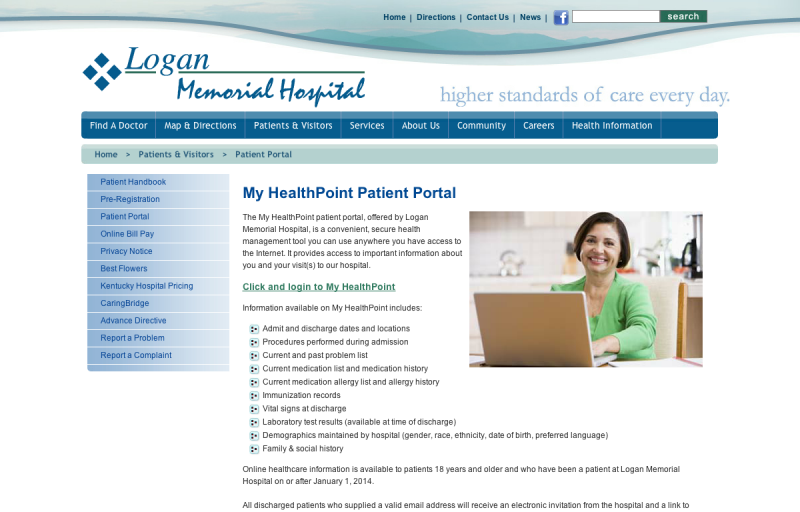 Home | Directions | Contact Us | News | f search
Logan
Memorial Hospital
higher standards of care every day.
Find A Doctor Map & Directions Patients & Visitors Services About Us Community Careers Health Information
Home > Patients & Visitors > Patient Portal
Patient Handbook
Pre-Registration
Patient Portal
Online Bill Pay
Privacy Notice
Best Flowers
Kentucky Hospital Pricing
CaringBridge
Advance Directive
Report a Problem
Report a Complaint
My HealthPoint Patient Portal
The My HealthPoint patient portal, offered by Logan
Memorial Hospital, is a convenient, secure health
management tool you can use anywhere you have access to
the Internet. It provides access to important information about
you and your visit(s) to our hospital.
Click and login to My HealthPoint
Information available on My HealthPoint includes:
Admit and discharge dates and locations
Procedures performed during admission
Current and past problem list
Current medication list and medication history
Current medication allergy list and allergy history
Immunization records
Vital signs at discharge
Laboratory test results (available at time of discharge)
Demographics maintained by hospital (gender, race, ethnicity, date of birth, preferred language)
Family & social history
Online healthcare information is available to patients 18 years and older and who have been a patient at Logan Memorial
Hospital on or after January 1, 2014.
All discharged patients who supplied a valid email address will receive an electronic invitation from the hospital and a link to